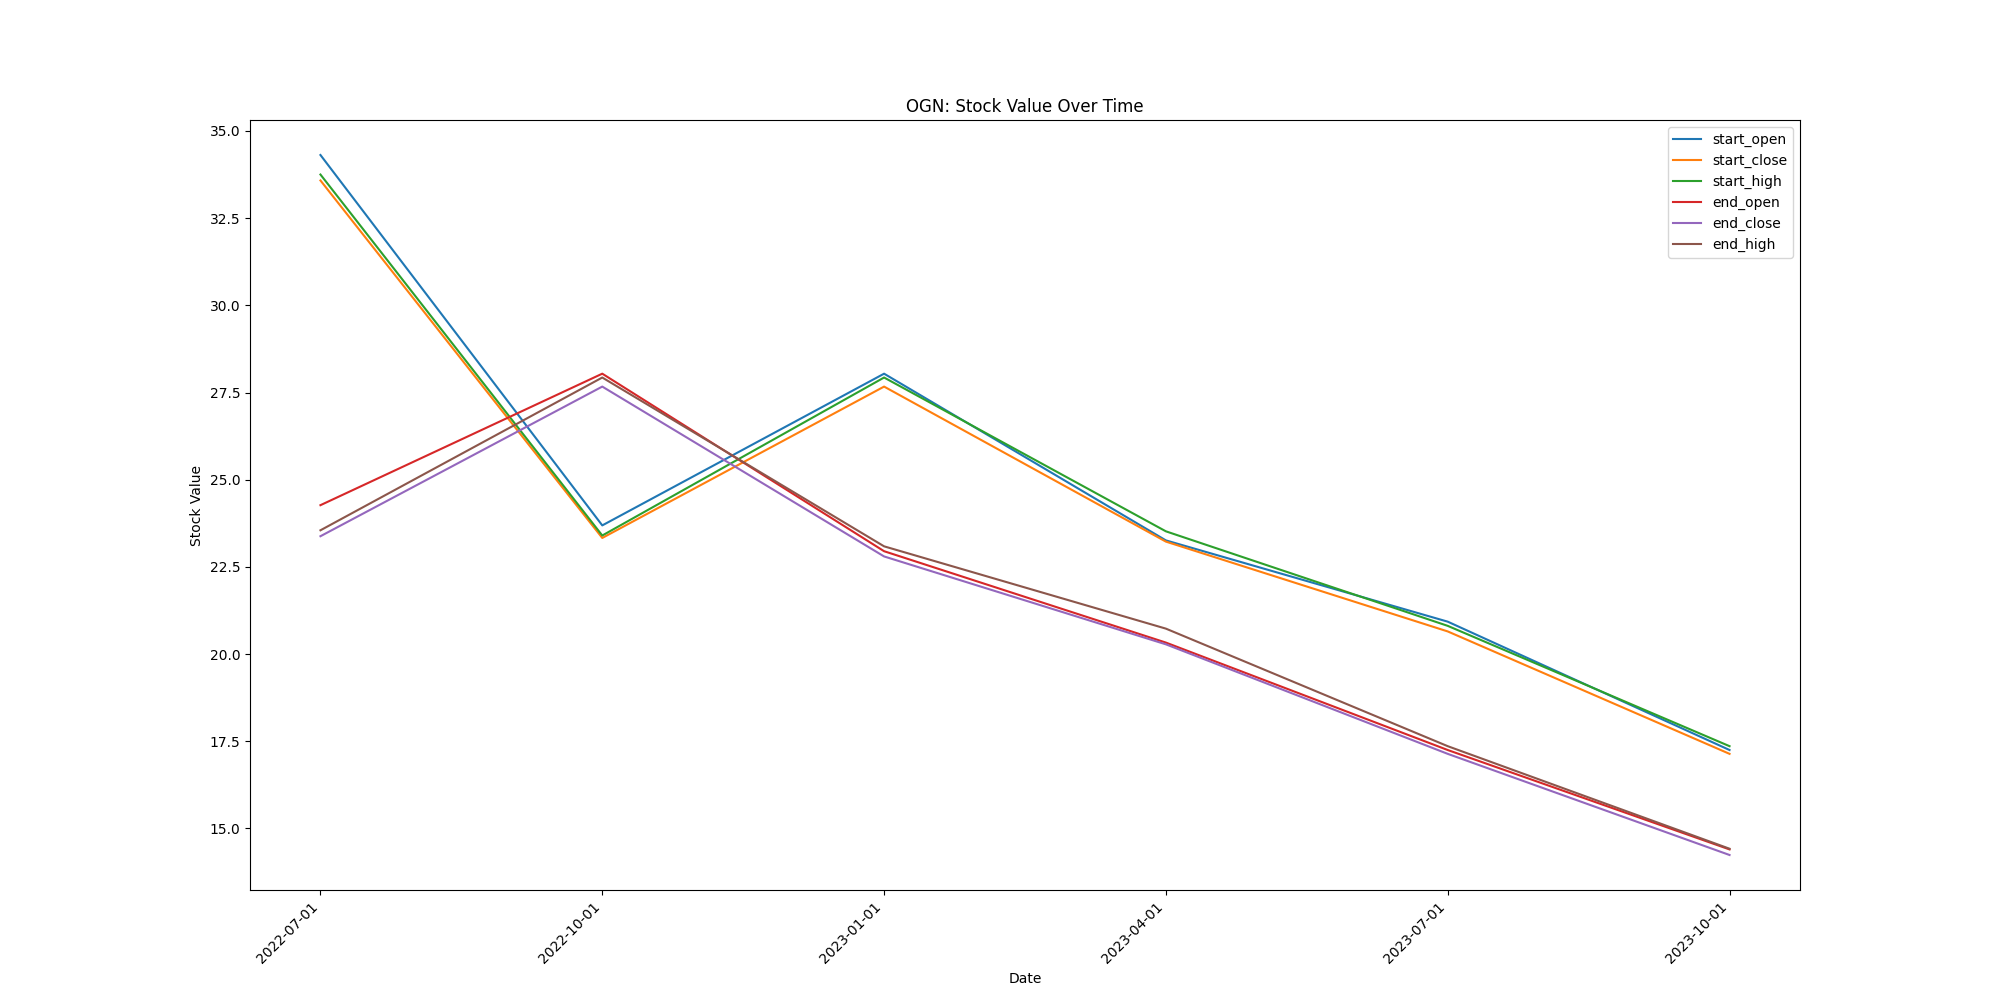 OGN: Stock Value Over Time
start_open
start_close
start_high
end_open
end_close
end_high
Stock Value
35.0
32.5
30.0
27.5
25.0
22.5
20.0
17.5
15.0
2022-07-01
2022-10-01
2023-01-01
2023-04-01
2023-07-01
2023-10-01
Date